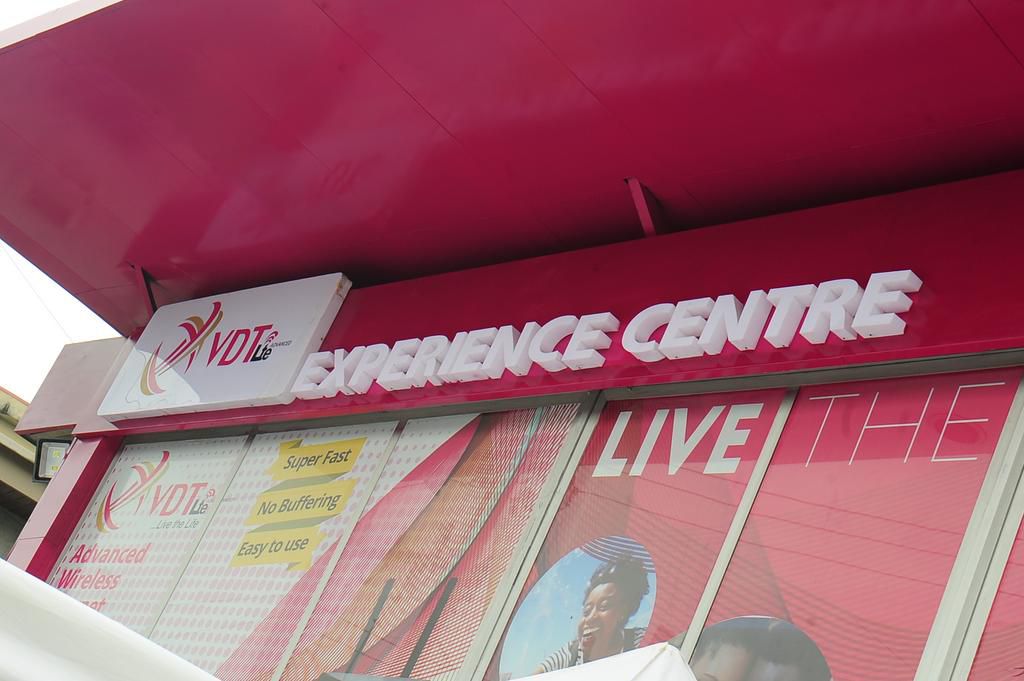 VDT
Lte ADVANCED
EXPERIENCE CENTRE
LIVE THE
VDT
Lte
...Live the Life
Advanced
Wireless
Super Fast
No Buffering
Easy to use